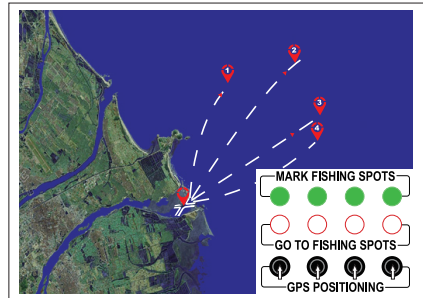 1
2
3
4
MARK FISHING SPOTS
GO TO FISHING SPOTS
GPS POSITIONING